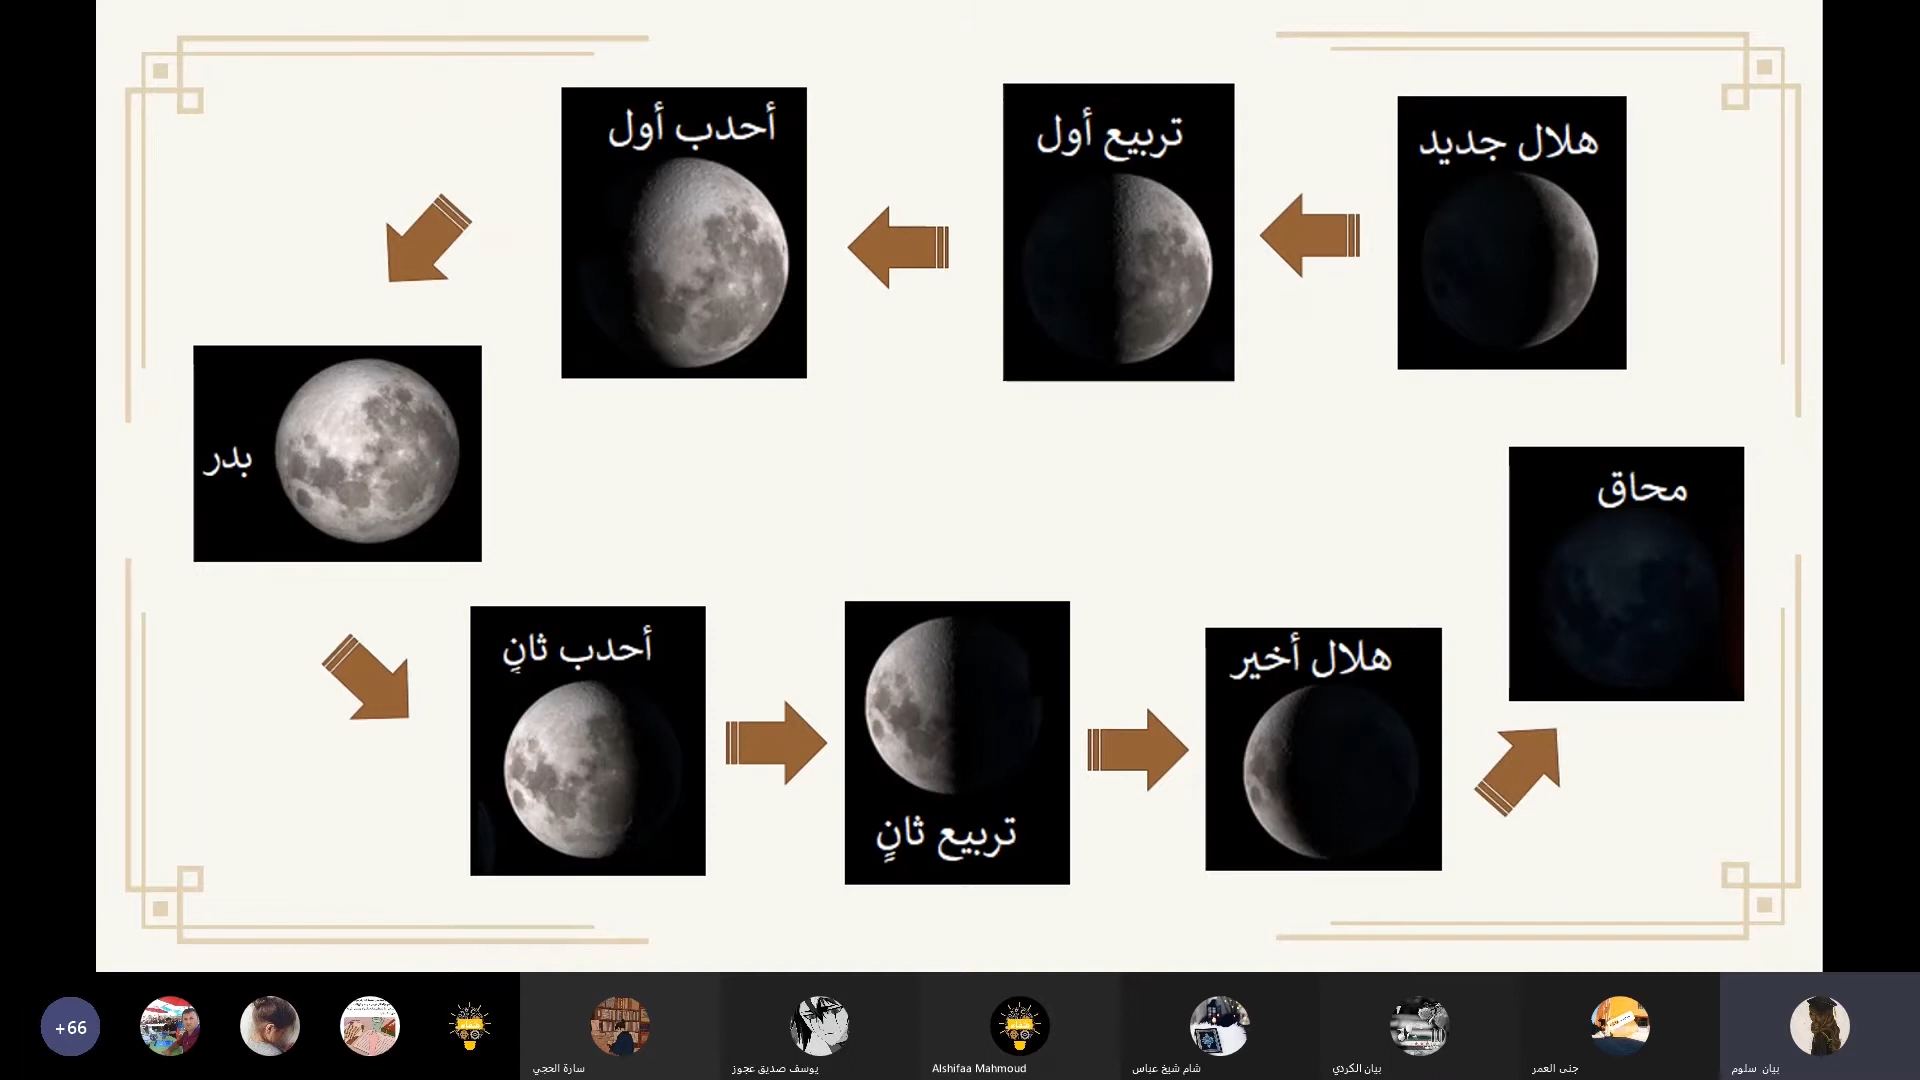 هلال جديد
تربيع أول
أحدب أول
بدر
أحدب ثانٍ
تربيع ثانٍ
هلال أخير
محاق
+66
سارة الحجي
يوسف صديق عجوز
Alshifaa Mahmoud
شام شيخ عباس
بيان الكردي
جنى العمر
بيان سلوم